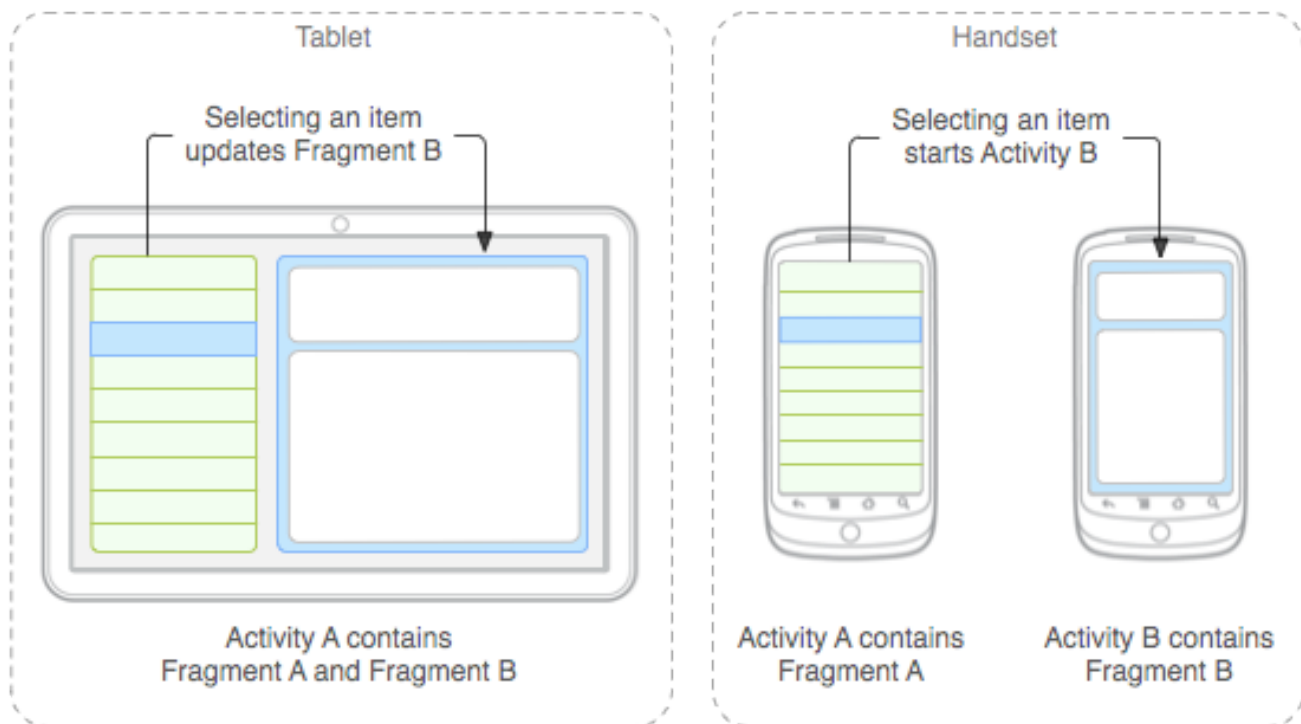 Tablet
Selecting an item
updates Fragment B
Activity A contains
Fragment A and Fragment B
Handset
Selecting an item
starts Activity B
Activity A contains
Fragment A
Activity B contains
Fragment B